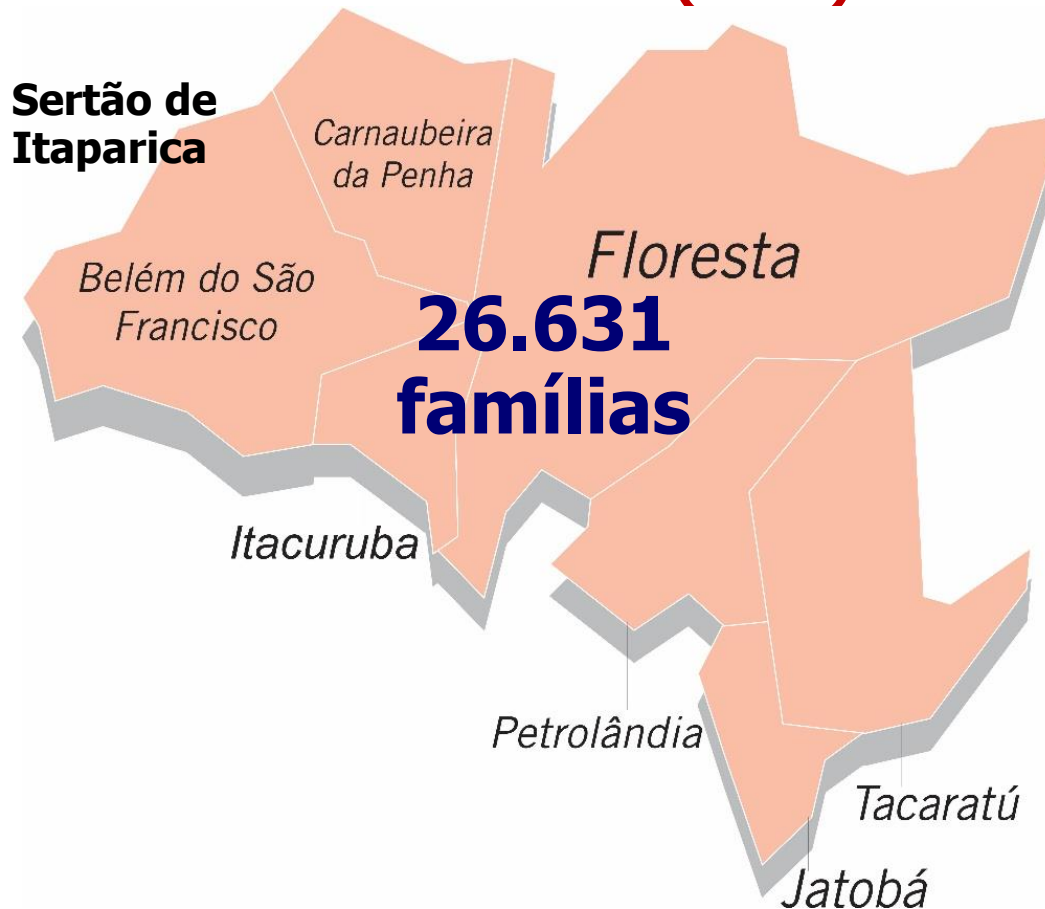 Sertão de
Itaparica
Carnaubeira
da Penha
Floresta
Belém do São
Francisco
26.631
famílias
Itacuruba
Petrolândia
Tacaratú
Jatobá